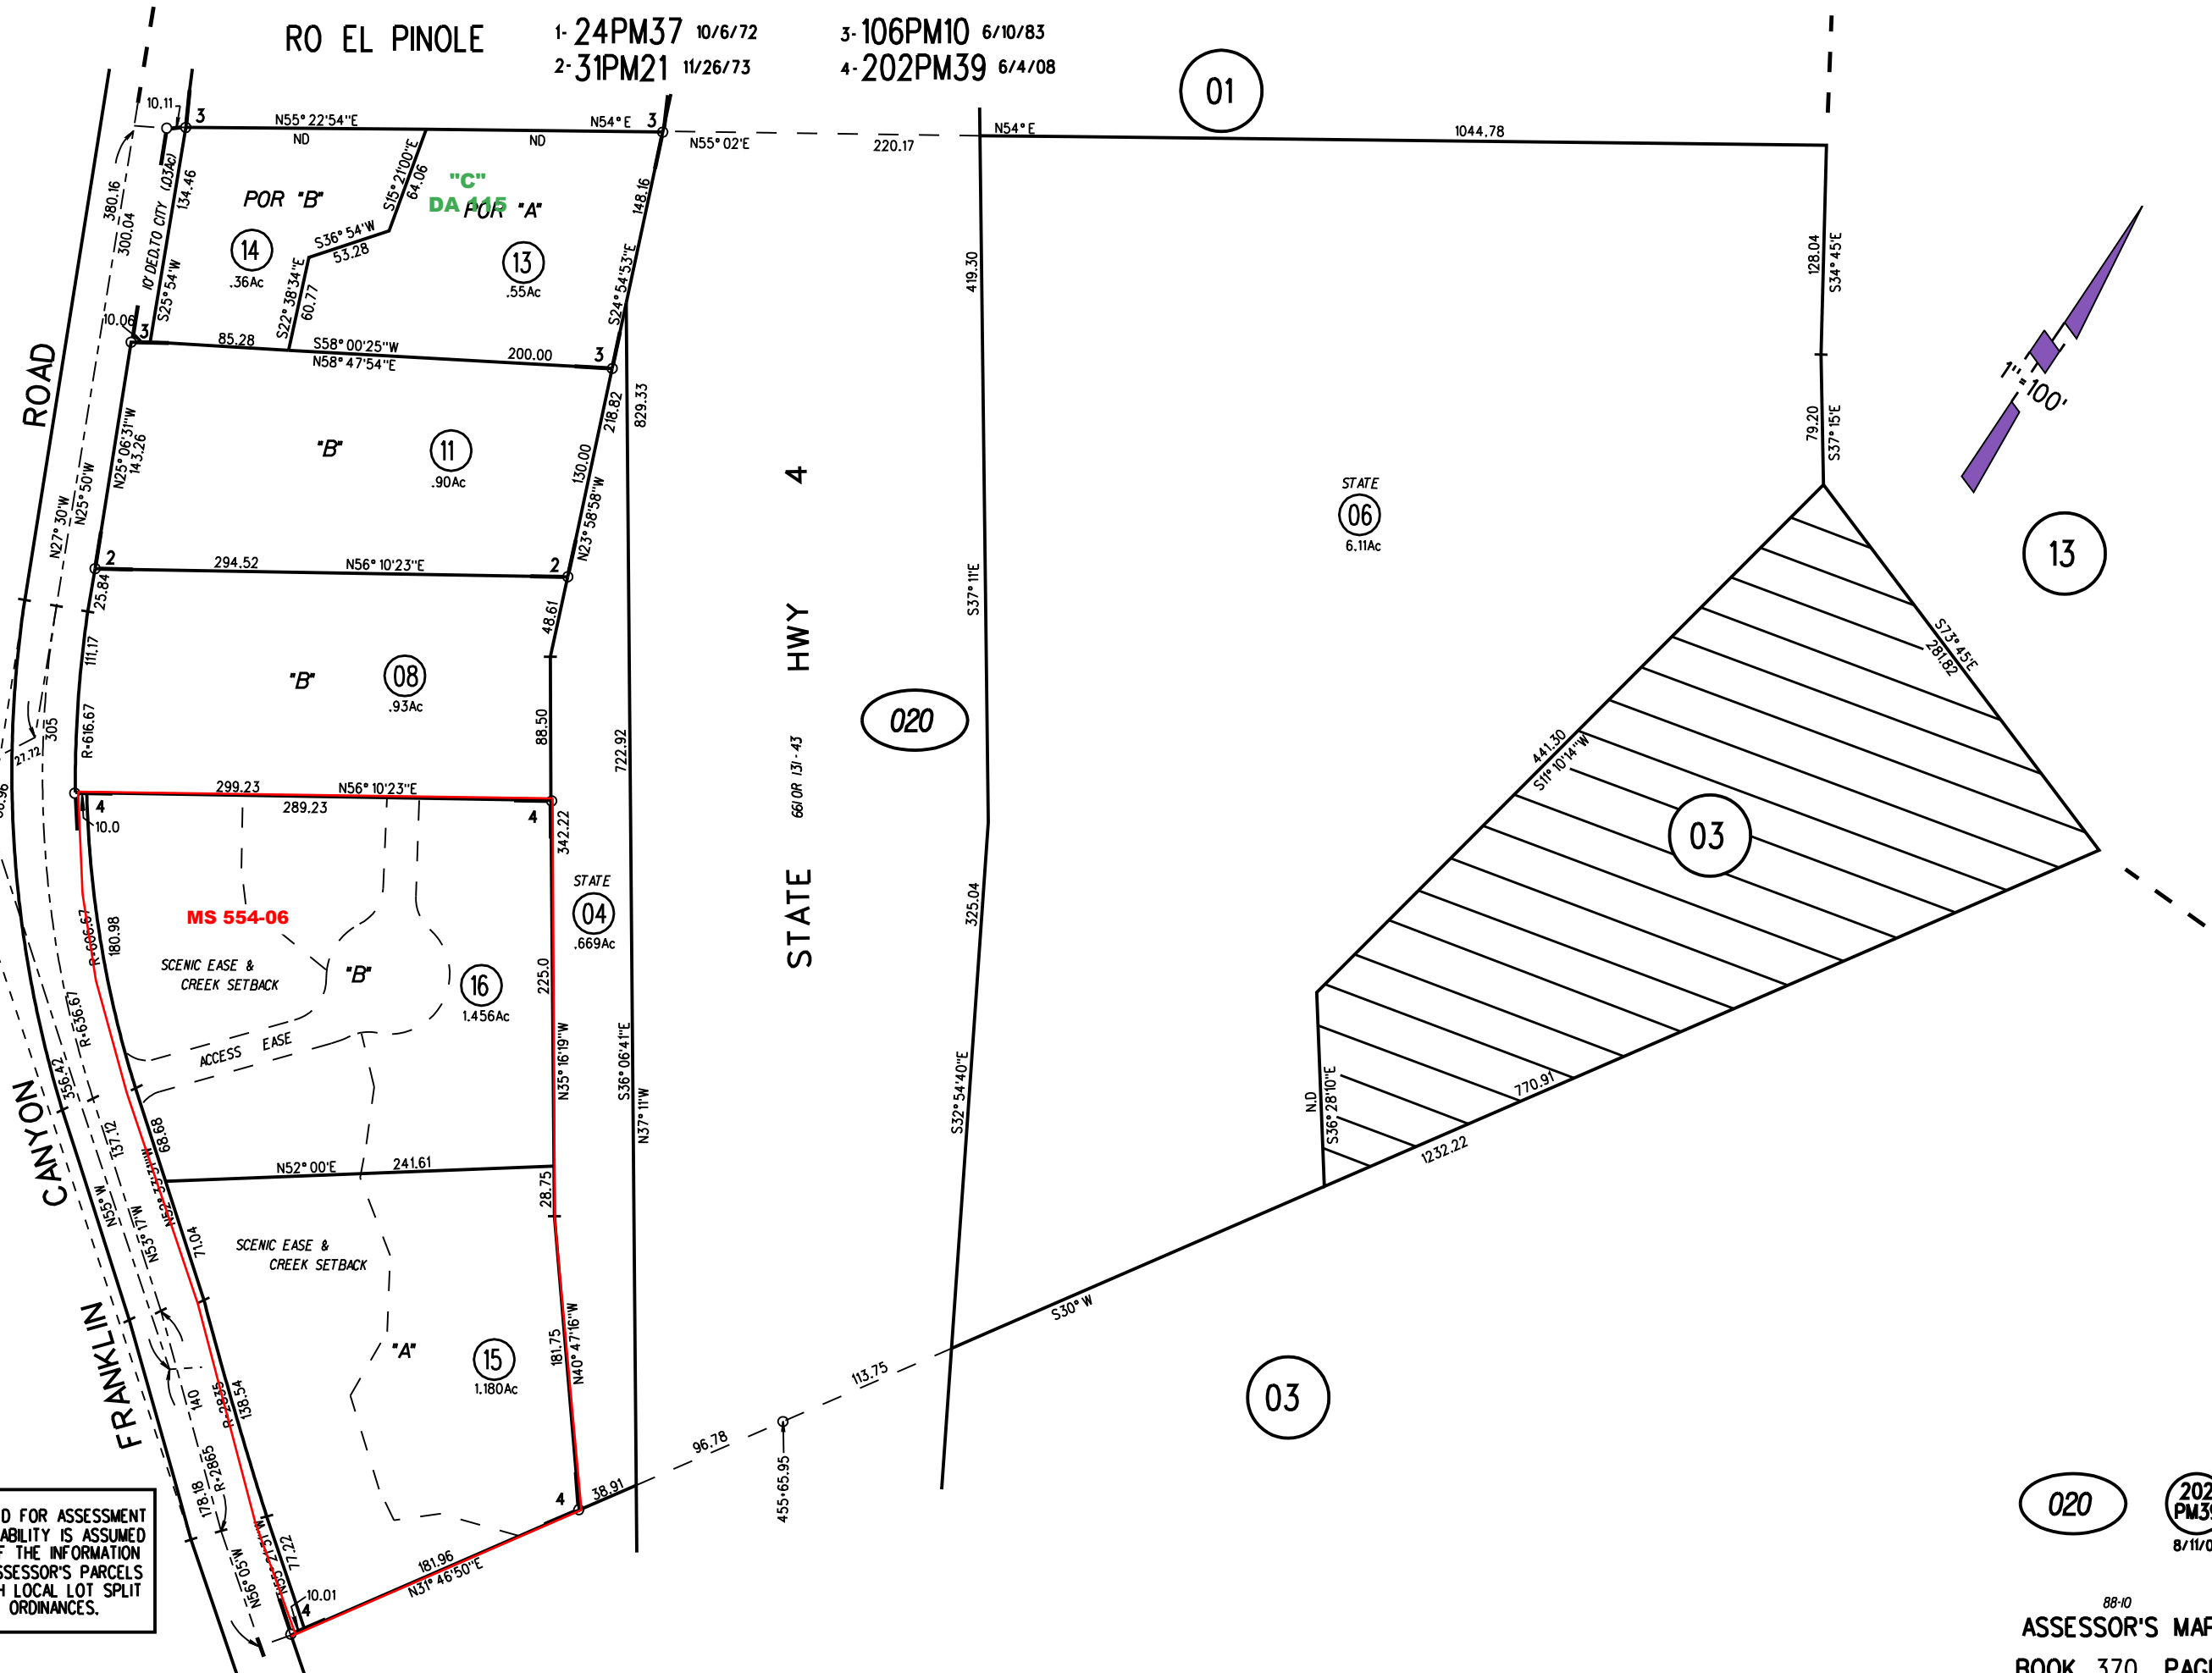 RO EL PINOLE
1- 24PM37 10/6/72
2- 31PM21 11/26/73
3- 106PM10 6/10/83
4- 202PM39 6/4/08
01
10.11
3
N55°22'54"E
ND
N54°E
3
ND
N55°02'E
220.17
N54°E
1044.78
380.16
300.04
10' DED.TO CITY (.03Ac)
134.46
S25°54'W
POR "B"
14
.36Ac
S15°21'00"E
64.06
S36°54'W
53.28
S22°38'34"E
60.77
"C"
DA 115
POR "A"
13
.55Ac
148.16
S24°54'53"E
419.30
128.04
S34°45'E
79.20
S37°15'E
1"=100'
10.06
3
85.28
S58°00'25"W
N58°47'54"E
200.00
3
218.82
829.33
ROAD
N25°06'31"W
143.26
N25°50'W
N27°30'W
"B"
11
.90Ac
130.00
N23°58'58"W
STATE HWY 4
STATE
06
6.11Ac
13
2
294.52
N56°10'23"E
2
25.84
111.17
R=616.67
305
27.72
"B"
08
.93Ac
48.61
88.50
722.92
661 OR 131-43
020
S37°11'E
S73°45'E
281.82
441.30
S11°10'14"W
03
299.23
N56°10'23"E
289.23
4
10.0
4
342.22
STATE
04
.669Ac
325.04
R=606.67
180.98
MS 554-06
SCENIC EASE &
CREEK SETBACK
"B"
16
1.456Ac
225.0
N35°16'19"W
S36°06'41"E
N37°11'W
S32°54'40"E
R=636.67
356.42
ACCESS EASE
N.D
S36°28'10"E
770.91
1232.22
137.12
68.68
N55°W
N53°17'W
71.04
N52°00'E
241.61
28.75
SCENIC EASE &
CREEK SETBACK
"A"
15
1.180Ac
181.75
N40°47'16"W
S30°W
113.75
96.78
455+65.95
03
FRANKLIN CANYON
140
R=2835
138.54
178.18
R=2865
N56°05'W
77.22
10.01
4
181.96
N31°46'50"E
4
38.91
D FOR ASSESSMENT
ABILITY IS ASSUMED
F THE INFORMATION
SSESSOR'S PARCELS
H LOCAL LOT SPLIT
ORDINANCES.
020
202
PM39
8/11/0
88-10
ASSESSOR'S MAP
BOOK 370 PAGE